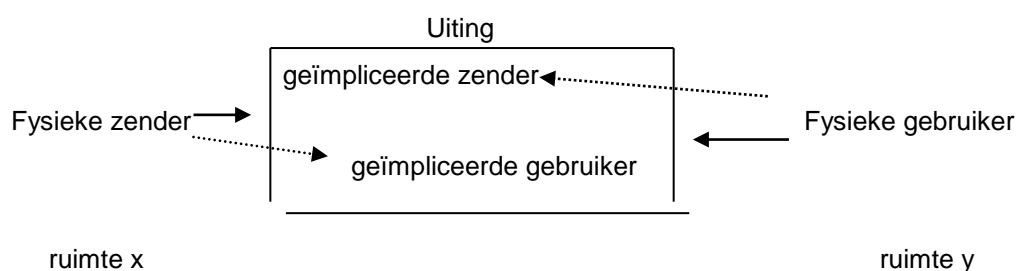 Uiting
geïmpliceerde zender
Fysieke zender
Fysieke gebruiker
geïmpliceerde gebruiker
ruimte x
ruimte y